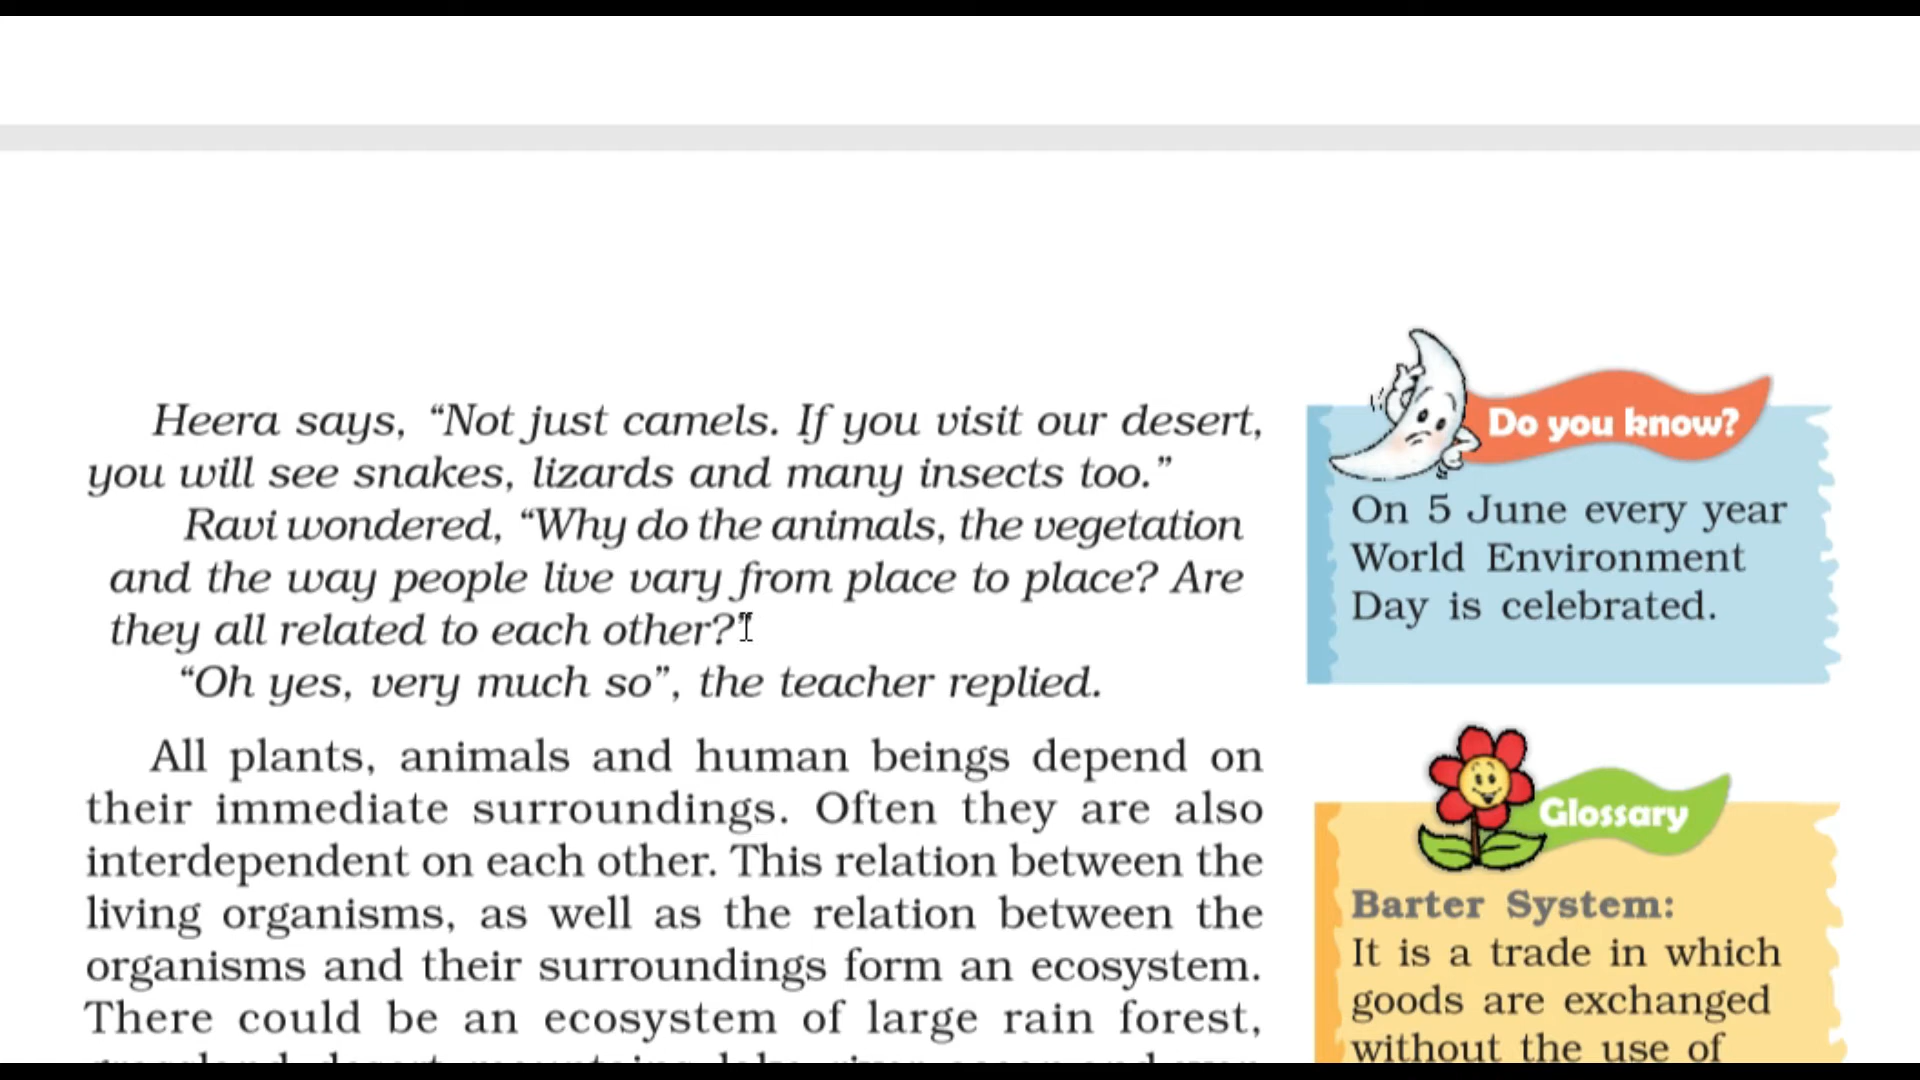 Heera says, “Not just camels. If you visit our desert,
you will see snakes, lizards and many insects too.”
Ravi wondered, “Why do the animals, the vegetation
and the way people live vary from place to place? Are
they all related to each other?”
“Oh yes, very much so”, the teacher replied.
All plants, animals and human beings depend on
their immediate surroundings. Often they are also
interdependent on each other. This relation between the
living organisms, as well as the relation between the
organisms and their surroundings form an ecosystem.
There could be an ecosystem of large rain forest,
Do you know?
On 5 June every year
World Environment
Day is celebrated.
Glossary
Barter System:
It is a trade in which
goods are exchanged
without the use of